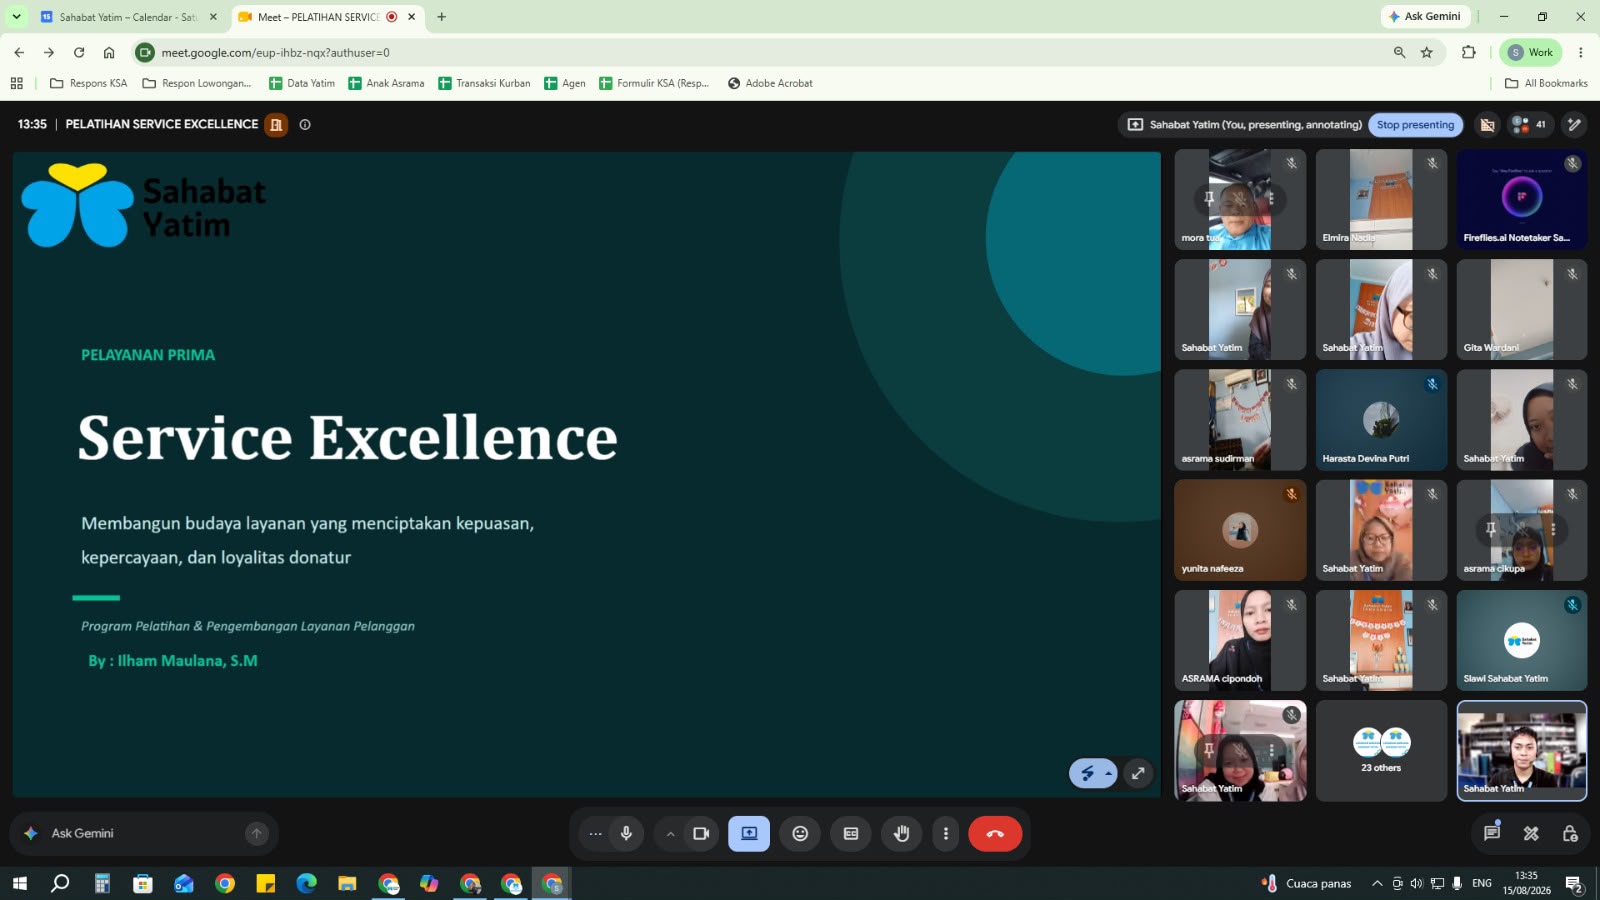 Sahabat Yatim – Calendar - Sat
Meet – PELATIHAN SERVICE
Ask Gemini
meet.google.com/eup-ihbz-nqx?authuser=0
S Work
Respons KSA
Respon Lowongan...
Data Yatim
Anak Asrama
Transaksi Kurban
Agen
Formulir KSA (Resp...
Adobe Acrobat
All Bookmarks
13:35 | PELATIHAN SERVICE EXCELLENCE
Sahabat Yatim (You, presenting, annotating)
Stop presenting
41
Sahabat
Yatim
PELAYANAN PRIMA
Service Excellence
Membangun budaya layanan yang menciptakan kepuasan,
kepercayaan, dan loyalitas donatur
Program Pelatihan & Pengembangan Layanan Pelanggan
By : Ilham Maulana, S.M
mora tua
Elmira Nadia
Fireflies.ai Notetaker Sa...
Sahabat Yatim
Sahabat Yatim
Gita Wardani
asrama sudirman
Harasta Devina Putri
Sahabat Yatim
yunita nafeeza
Sahabat Yatim
asrama cikupa
ASRAMA cipondoh
Sahabat Yatim
Slawi Sahabat Yatim
Sahabat Yatim
23 others
Sahabat Yatim
Ask Gemini
Cuaca panas
ENG
13:35
15/08/2026
2